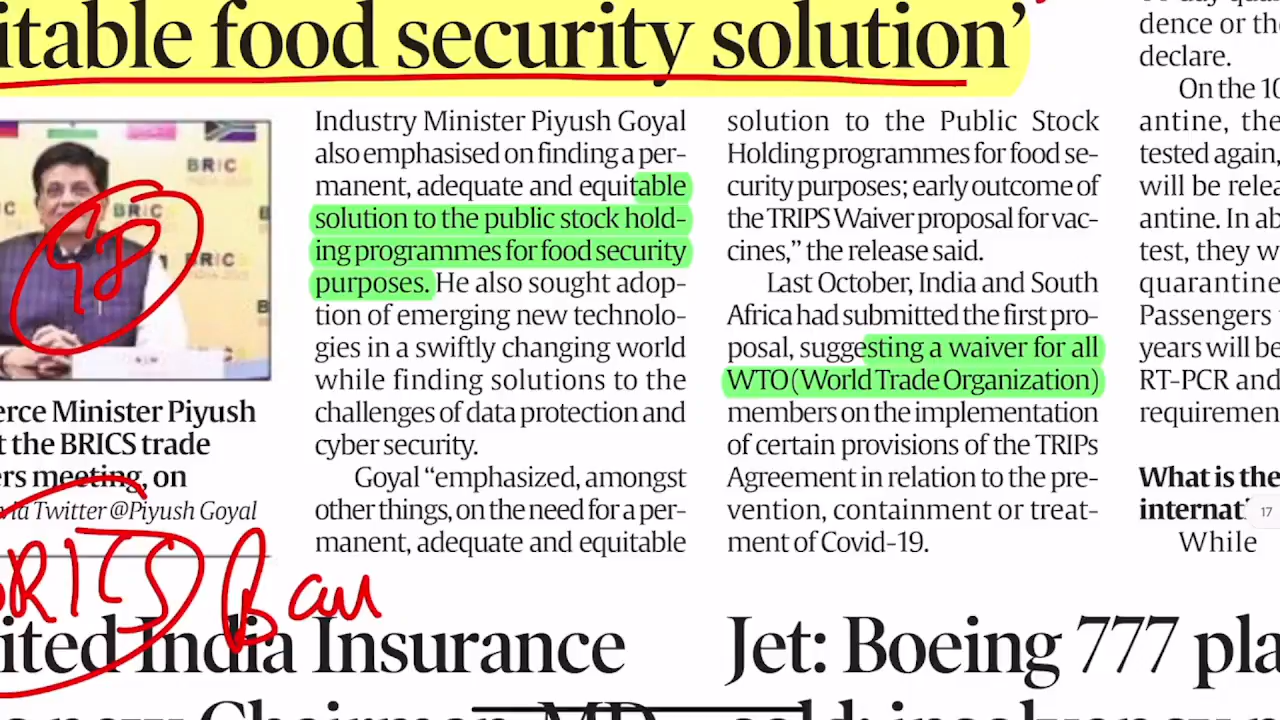 itable food security solution’
BRIC
BRIC
BRIC
erce Minister Piyush
t the BRICS trade
ers meeting, on
Twitter @Piyush Goyal
Industry Minister Piyush Goyal
also emphasised on finding a per-
manent, adequate and equitable
solution to the public stock hold-
ing programmes for food security
purposes. He also sought adop-
tion of emerging new technolo-
gies in a swiftly changing world
while finding solutions to the
challenges of data protection and
cyber security.
Goyal “emphasized, amongst
other things, on the need for a per-
manent, adequate and equitable
solution to the Public Stock
Holding programmes for food se-
curity purposes; early outcome of
the TRIPS Waiver proposal for vac-
cines,” the release said.
Last October, India and South
Africa had submitted the first pro-
posal, suggesting a waiver for all
WTO (World Trade Organization)
members on the implementation
of certain provisions of the TRIPs
Agreement in relation to the pre-
vention, containment or treat-
ment of Covid-19.
dence or the
declare.
On the 10
antine, the
tested again,
will be relea
antine. In ab
test, they w
quarantine
Passengers
years will be
RT-PCR and
requiremen
What is the
internat
17
While
BRICS Ban
ited India Insurance
Jet: Boeing 777 pla